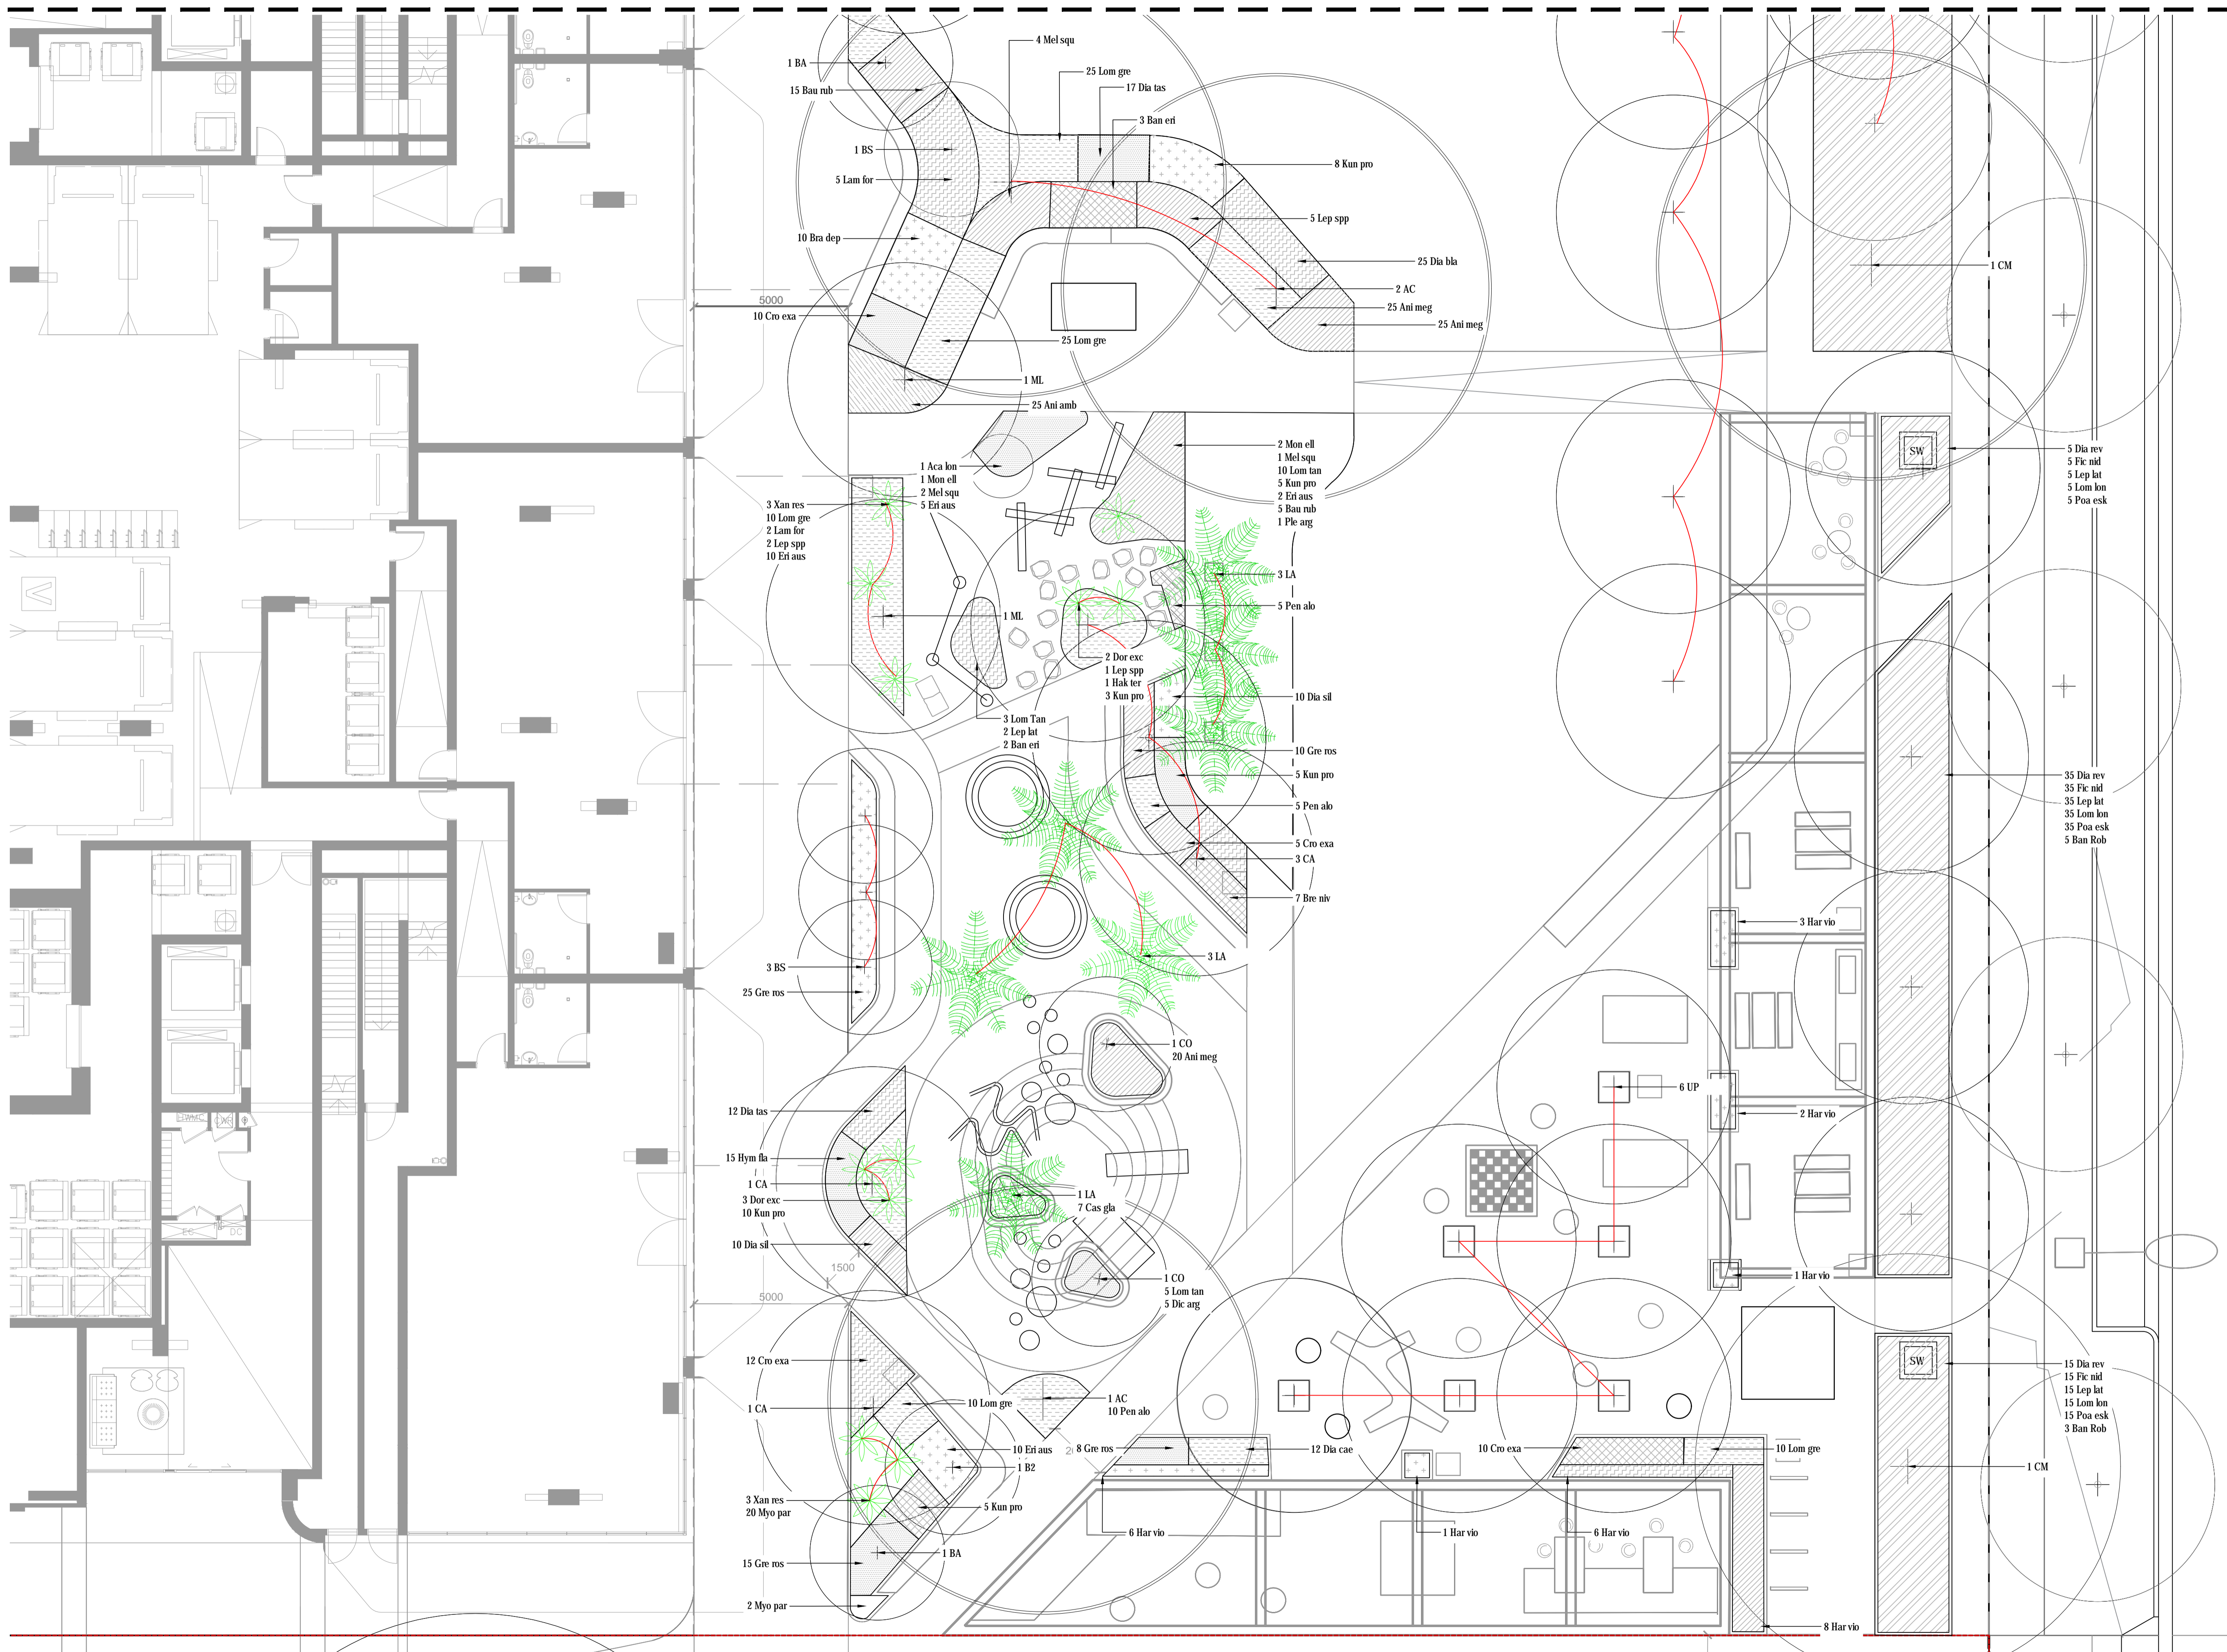 4 Mel squ
1 BA
25 Lom gre
15 Bau rub
17 Dia tas
3 Ban eri
1 BS
8 Kun pro
5 Lam for
5 Lep spp
10 Bra dep
25 Dia bla
1 CM
2 AC
5000
25 Ani meg
10 Cro exa
25 Ani meg
25 Lom gre
1 ML
25 Ani amb
2 Mon ell
1 Mel squ
10 Lom tan
5 Kun pro
2 Eri aus
5 Bau rub
1 Ple arg
SW
5 Dia rev
5 Fic nid
5 Lep lat
5 Lom lon
5 Poa esk
1 Aca lon
1 Mon ell
2 Mel squ
5 Eri aus
3 Xan res
10 Lom gre
2 Lam for
2 Lep spp
10 Eri aus
3 LA
5 Pen alo
1 ML
2 Dor exc
1 Lep spp
1 Hak ter
3 Kun pro
10 Dia sil
3 Lom Tan
2 Lep lat
2 Ban eri
10 Gre ros
5 Kun pro
5 Pen alo
35 Dia rev
35 Fic nid
35 Lep lat
35 Lom lon
35 Poa esk
5 Ban Rob
5 Cro exa
3 CA
7 Bre niv
3 Har vio
3 LA
3 BS
25 Gre ros
1 CO
20 Ani meg
6 UP
2 Har vio
12 Dia tas
15 Hym fla
1 CA
3 Dor exc
10 Kun pro
1 LA
7 Cas gla
10 Dia sil
1500
5000
1 CO
5 Lom tan
5 Dic arg
1 Har vio
12 Cro exa
SW
15 Dia rev
15 Fic nid
15 Lep lat
15 Lom lon
15 Poa esk
3 Ban Rob
1 CA
10 Lom gre
1 AC
10 Pen alo
10 Eri aus
1 B2
8 Gre ros
12 Dia cae
10 Cro exa
10 Lom gre
1 CM
3 Xan res
20 Myo par
5 Kun pro
6 Har vio
1 Har vio
6 Har vio
1 BA
15 Gre ros
2 Myo par
8 Har vio